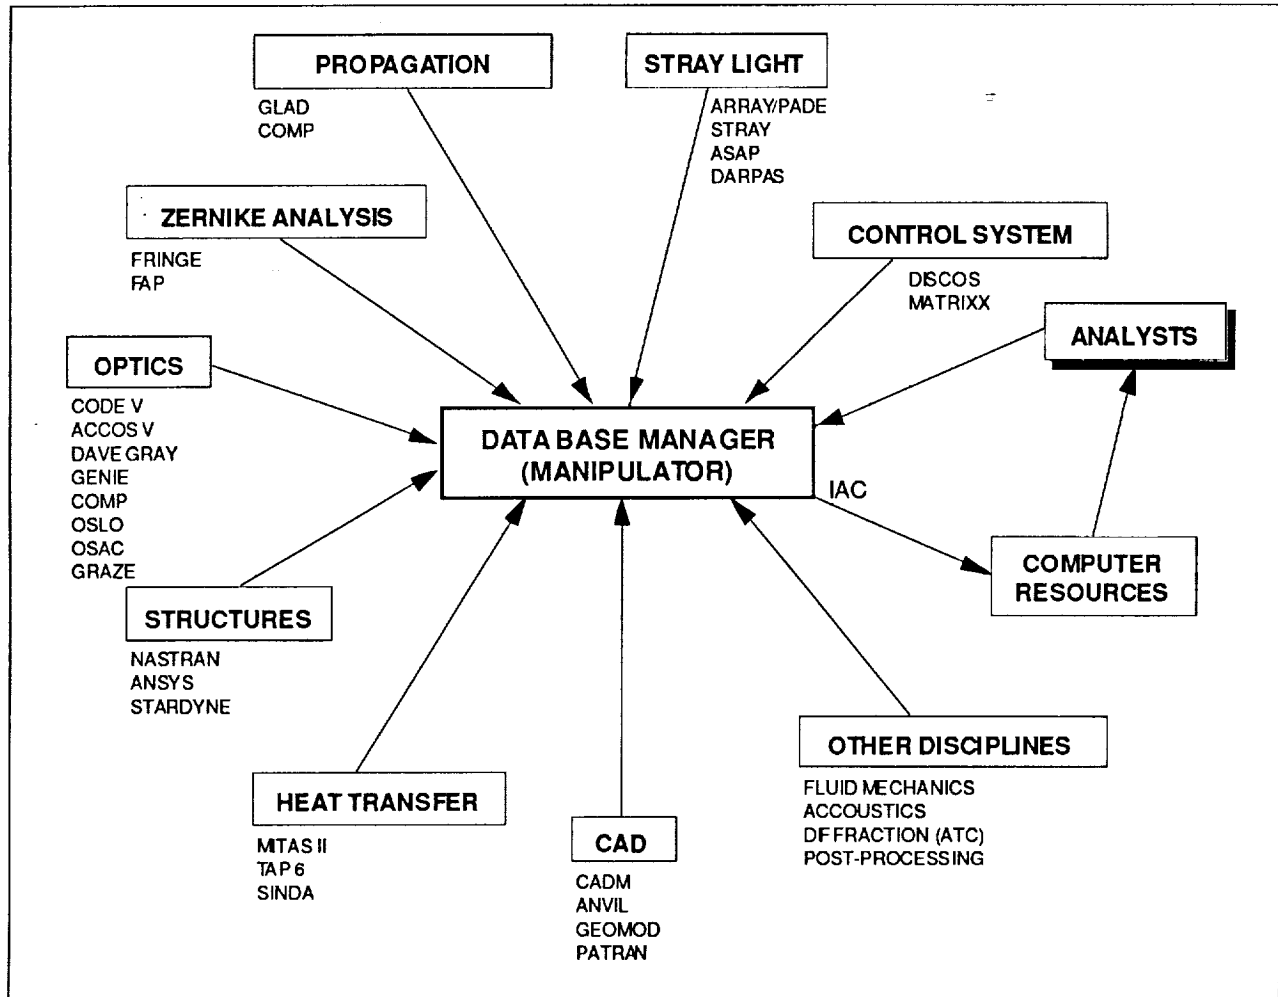 PROPAGATION
GLAD
COMP
STRAY LIGHT
ARRAY/PADE
STRAY
ASAP
DARPAS
ZERNIKE ANALYSIS
FRINGE
FAP
CONTROL SYSTEM
DISCOS
MATRIXX
ANALYSTS
OPTICS
CODE V
ACCOS V
DAVE GRAY
GENIE
COMP
OSLO
OSAC
GRAZE
DATA BASE MANAGER
(MANIPULATOR)
IAC
COMPUTER
RESOURCES
STRUCTURES
NASTRAN
ANSYS
STARDYNE
OTHER DISCIPLINES
FLUID MECHANICS
ACCOUSTICS
DIFFRACTION (ATC)
POST-PROCESSING
HEAT TRANSFER
MITAS II
TAP 6
SINDA
CAD
CADM
ANVIL
GEOMOD
PATRAN